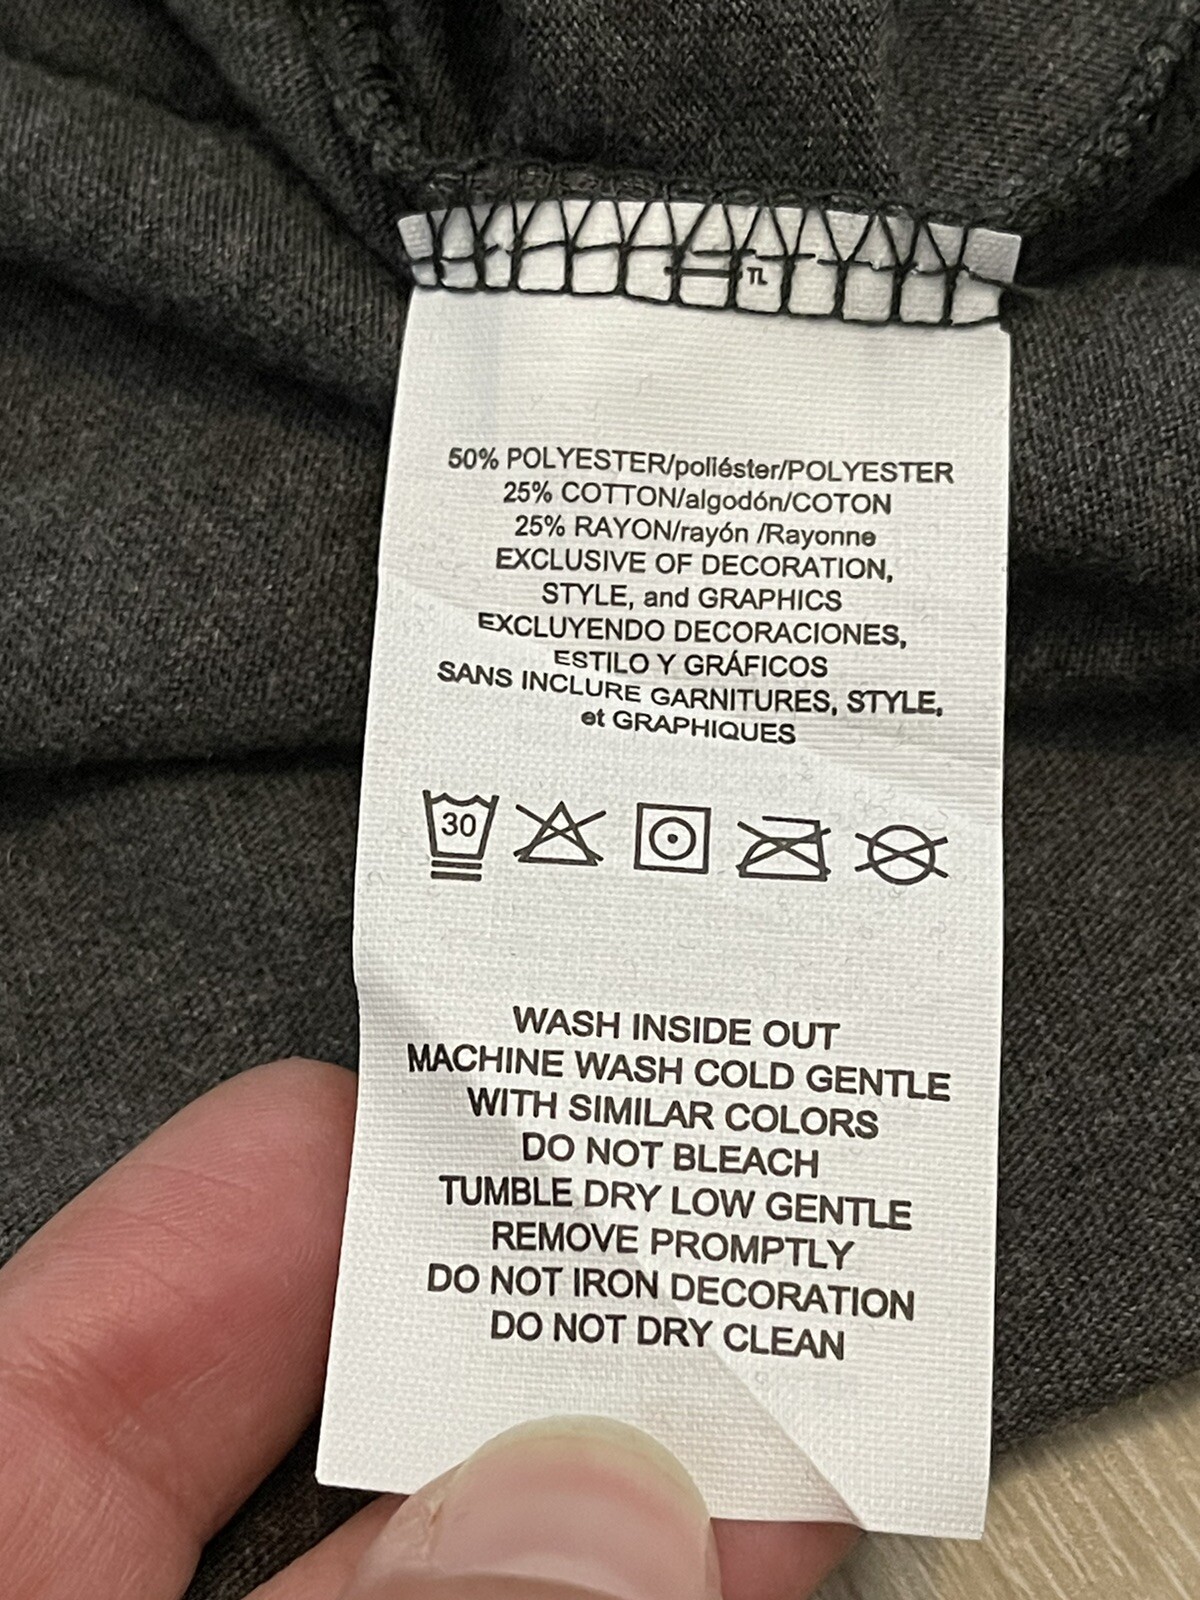 TL
50% POLYESTER/poliéster/POLYESTER
25% COTTON/algodón/COTON
25% RAYON/rayón /Rayonne
EXCLUSIVE OF DECORATION,
STYLE, and GRAPHICS
EXCLUYENDO DECORACIONES,
ESTILO Y GRÁFICOS
SANS INCLURE GARNITURES, STYLE,
et GRAPHIQUES
30
WASH INSIDE OUT
MACHINE WASH COLD GENTLE
WITH SIMILAR COLORS
DO NOT BLEACH
TUMBLE DRY LOW GENTLE
REMOVE PROMPTLY
DO NOT IRON DECORATION
DO NOT DRY CLEAN